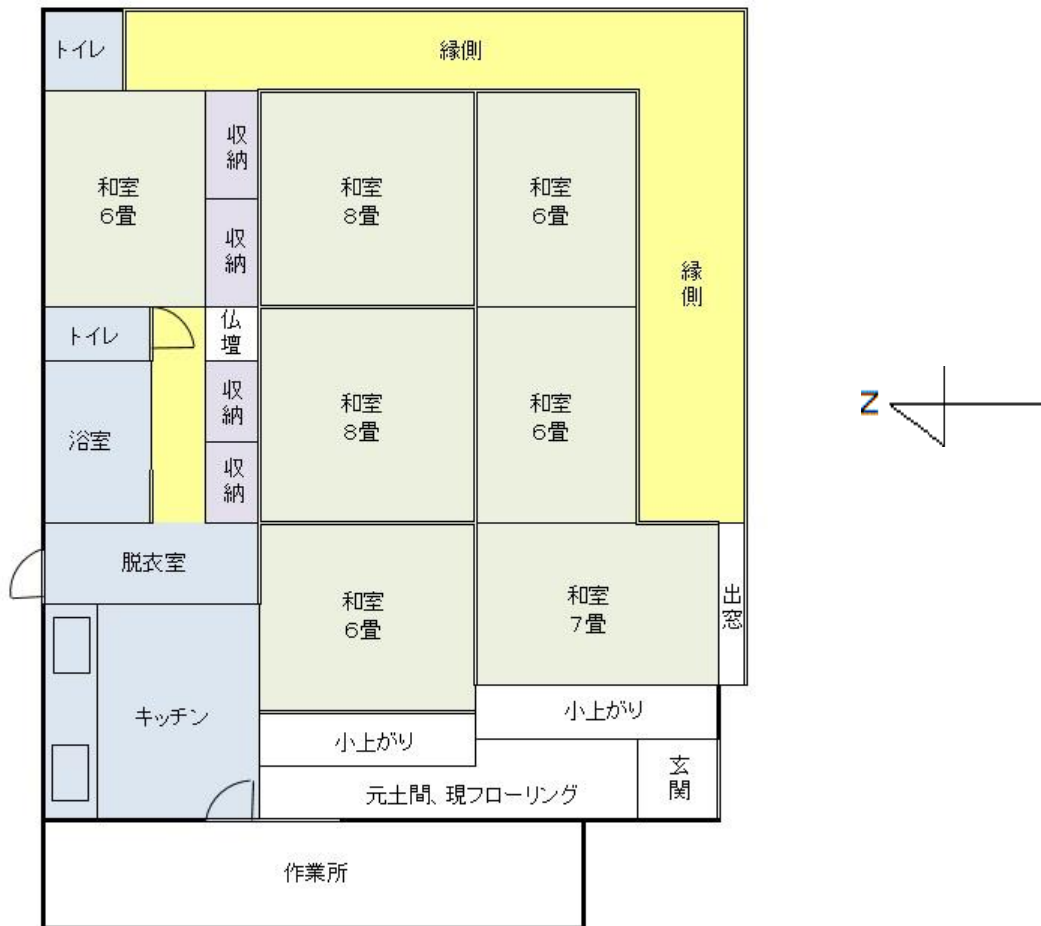 トイレ
縁側
和室
6畳
収納
収納
和室
8畳
和室
6畳
縁側
トイレ
仏壇
収納
収納
浴室
和室
8畳
和室
6畳
Z
脱衣室
和室
6畳
和室
7畳
出窓
キッチン
小上がり
小上がり
元土間、現フローリング
玄関
作業所